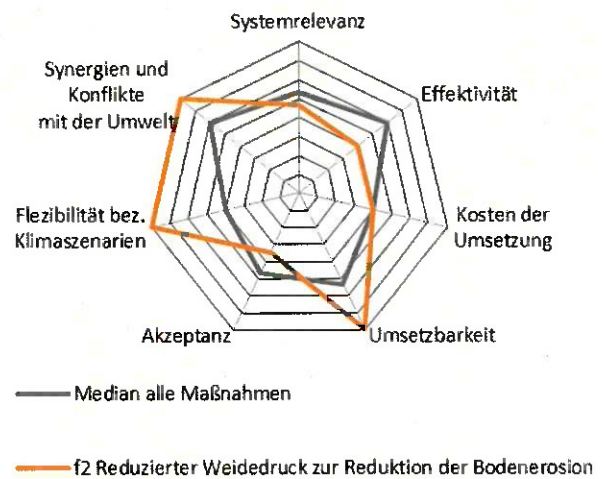 Systemrelevanz
Synergien und
Konflikte
mit der Umwelt
Effektivität
Flezibilität bez.
Klimaszenarien
Kosten der
Umsetzung
Akzeptanz
Umsetzbarkeit
Median alle Maßnahmen
f2 Reduzierter Weidedruck zur Reduktion der Bodenerosion